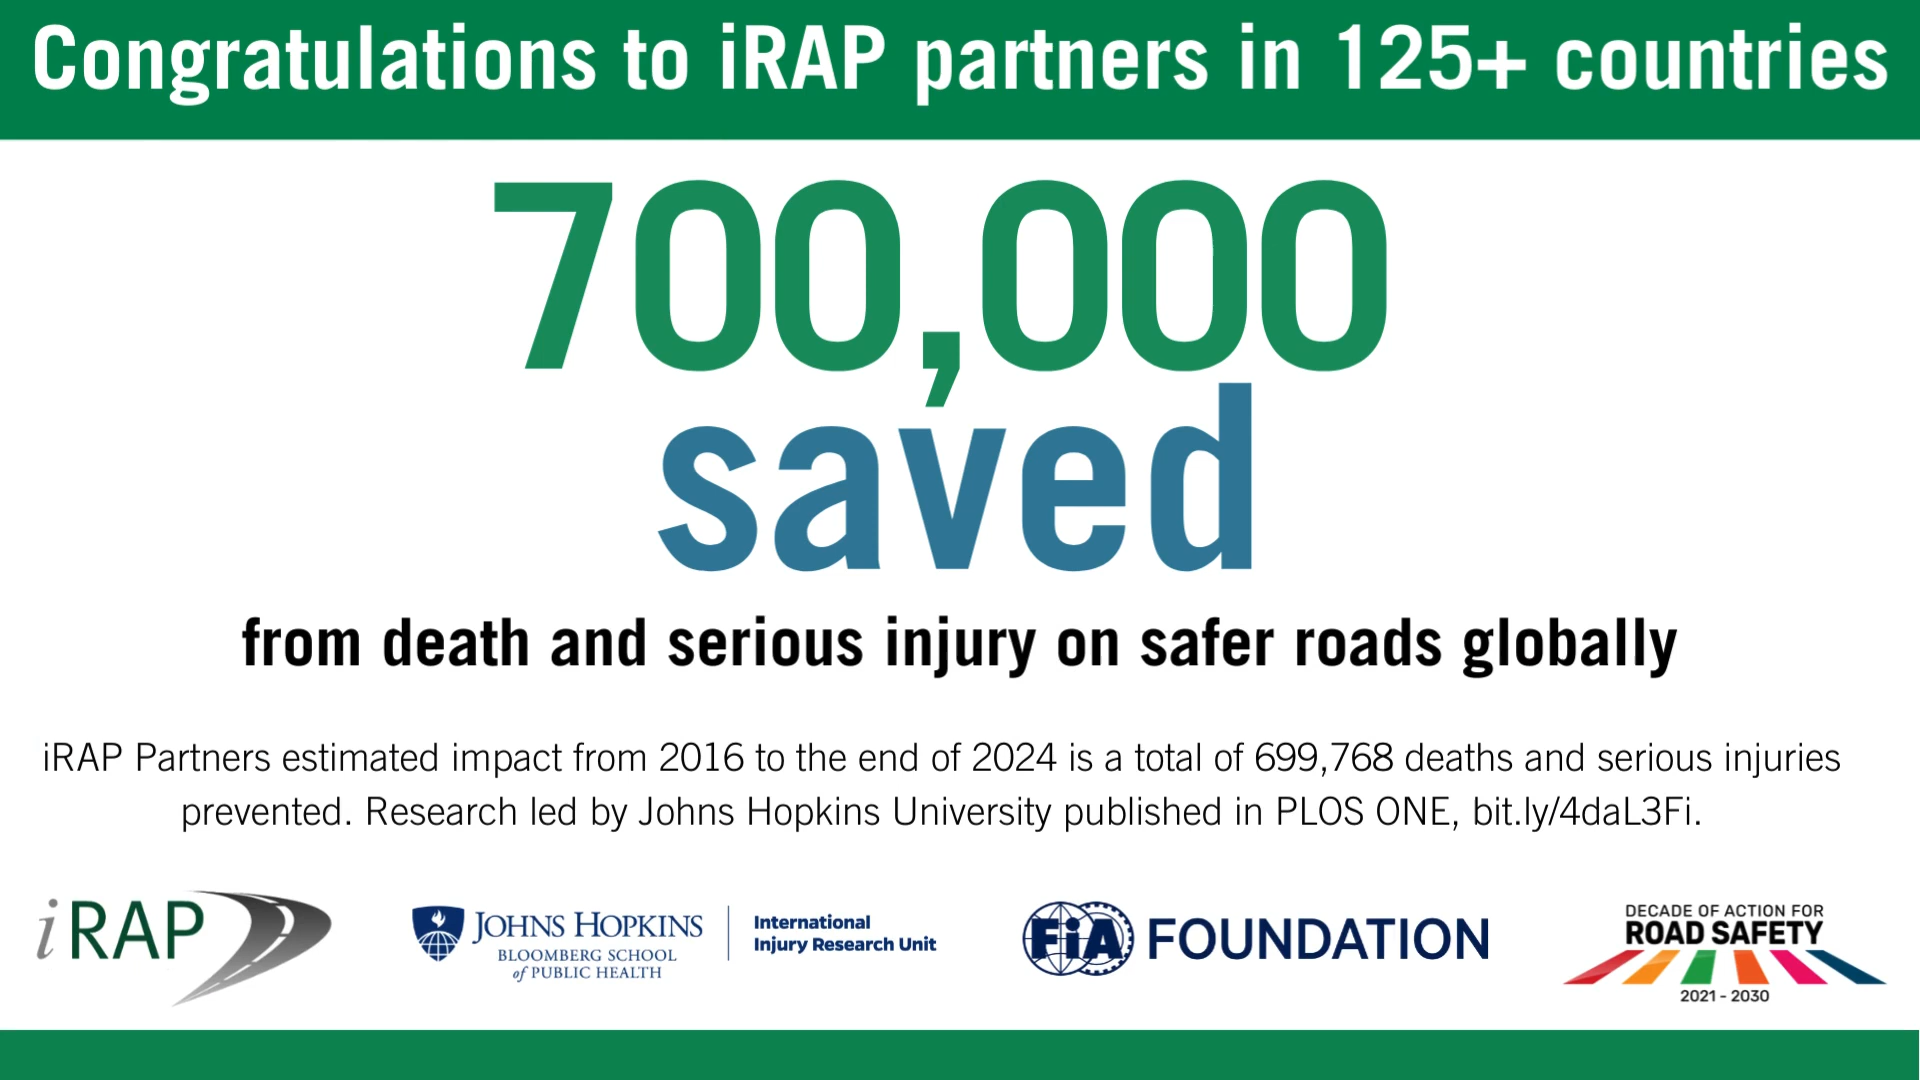 Congratulations to iRAP partners in 125+ countries
700,000
saved
from death and serious injury on safer roads globally
iRAP Partners estimated impact from 2016 to the end of 2024 is a total of 699,768 deaths and serious injuries
prevented. Research led by Johns Hopkins University published in PLOS ONE, bit.ly/4daL3Fi.
iRAP
JOHNS HOPKINS
BLOOMBERG SCHOOL
of PUBLIC HEALTH
International
Injury Research Unit
FiA FOUNDATION
DECADE OF ACTION FOR
ROAD SAFETY
2021 - 2030